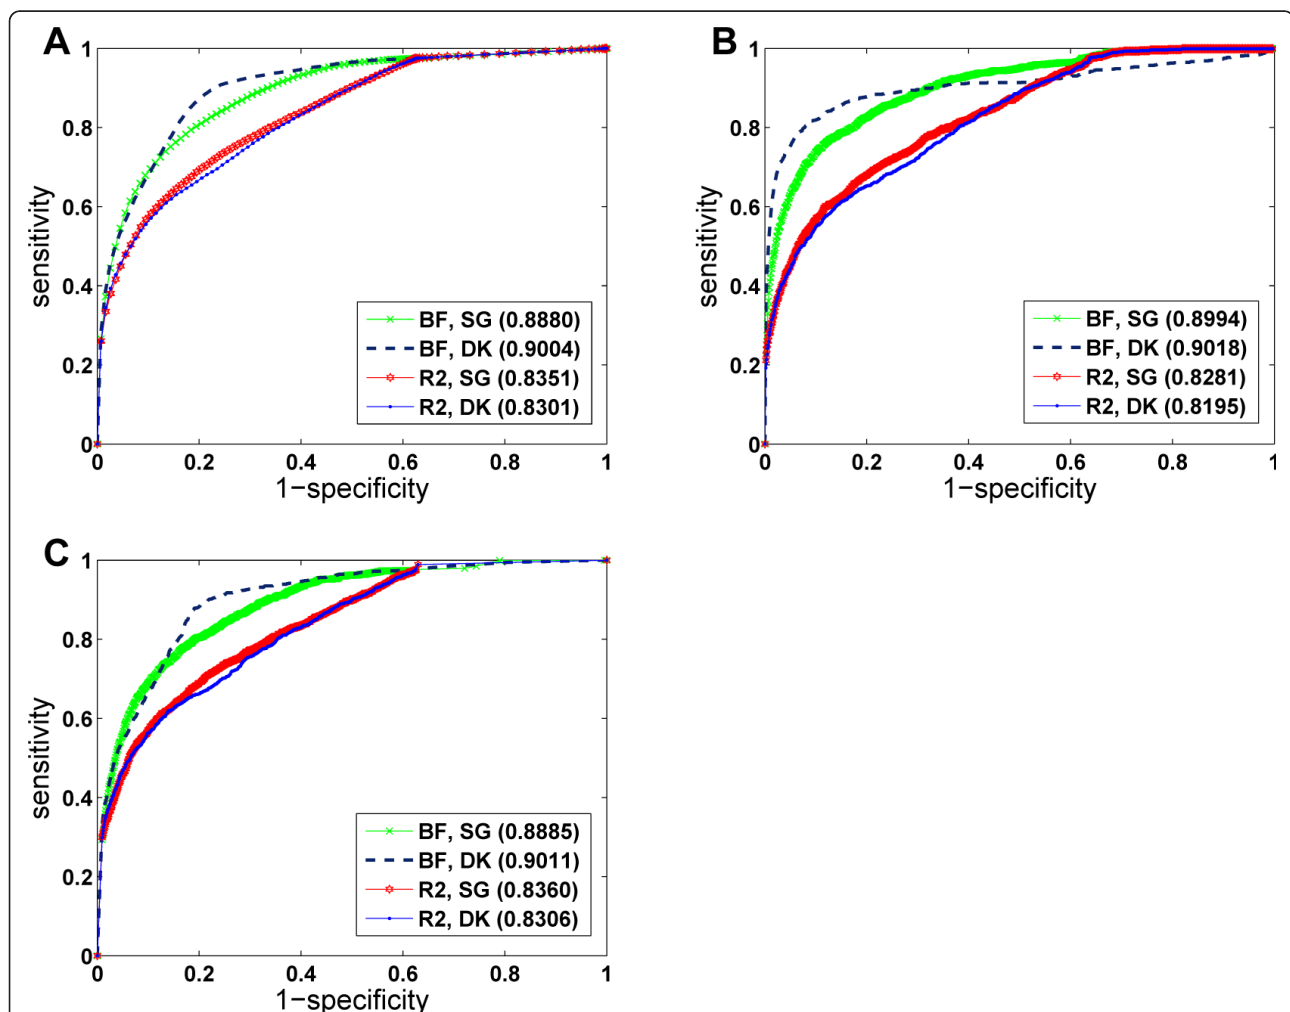 A
1
0.8
0.6
0.4
0.2
0
sensitivity
BF, SG (0.8880)
BF, DK (0.9004)
R2, SG (0.8351)
R2, DK (0.8301)
0 0.2 0.4 0.6 0.8 1
1−specificity
B
1
0.8
0.6
0.4
0.2
0
sensitivity
BF, SG (0.8994)
BF, DK (0.9018)
R2, SG (0.8281)
R2, DK (0.8195)
0 0.2 0.4 0.6 0.8 1
1−specificity
C
1
0.8
0.6
0.4
0.2
0
sensitivity
BF, SG (0.8885)
BF, DK (0.9011)
R2, SG (0.8360)
R2, DK (0.8306)
0 0.2 0.4 0.6 0.8 1
1−specificity